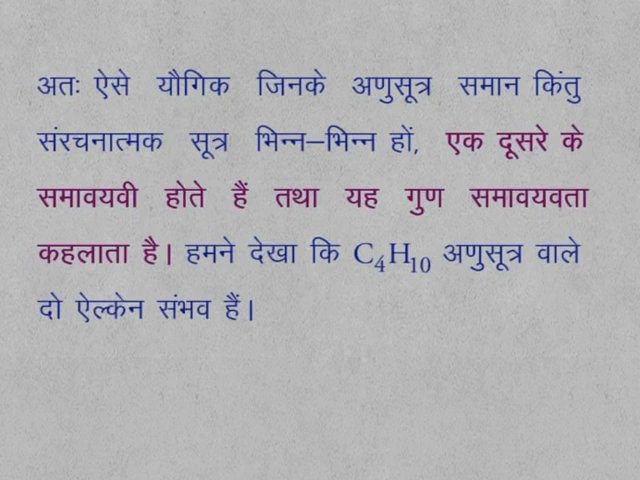 अतः ऐसे यौगिक जिनके अणुसूत्र समान किंतु
संरचनात्मक सूत्र भिन्न–भिन्न हों, एक दूसरे के
समावयवी होते हैं तथा यह गुण समावयवता
कहलाता है। हमने देखा कि C₄H₁₀ अणुसूत्र वाले
दो ऐल्केन संभव हैं।